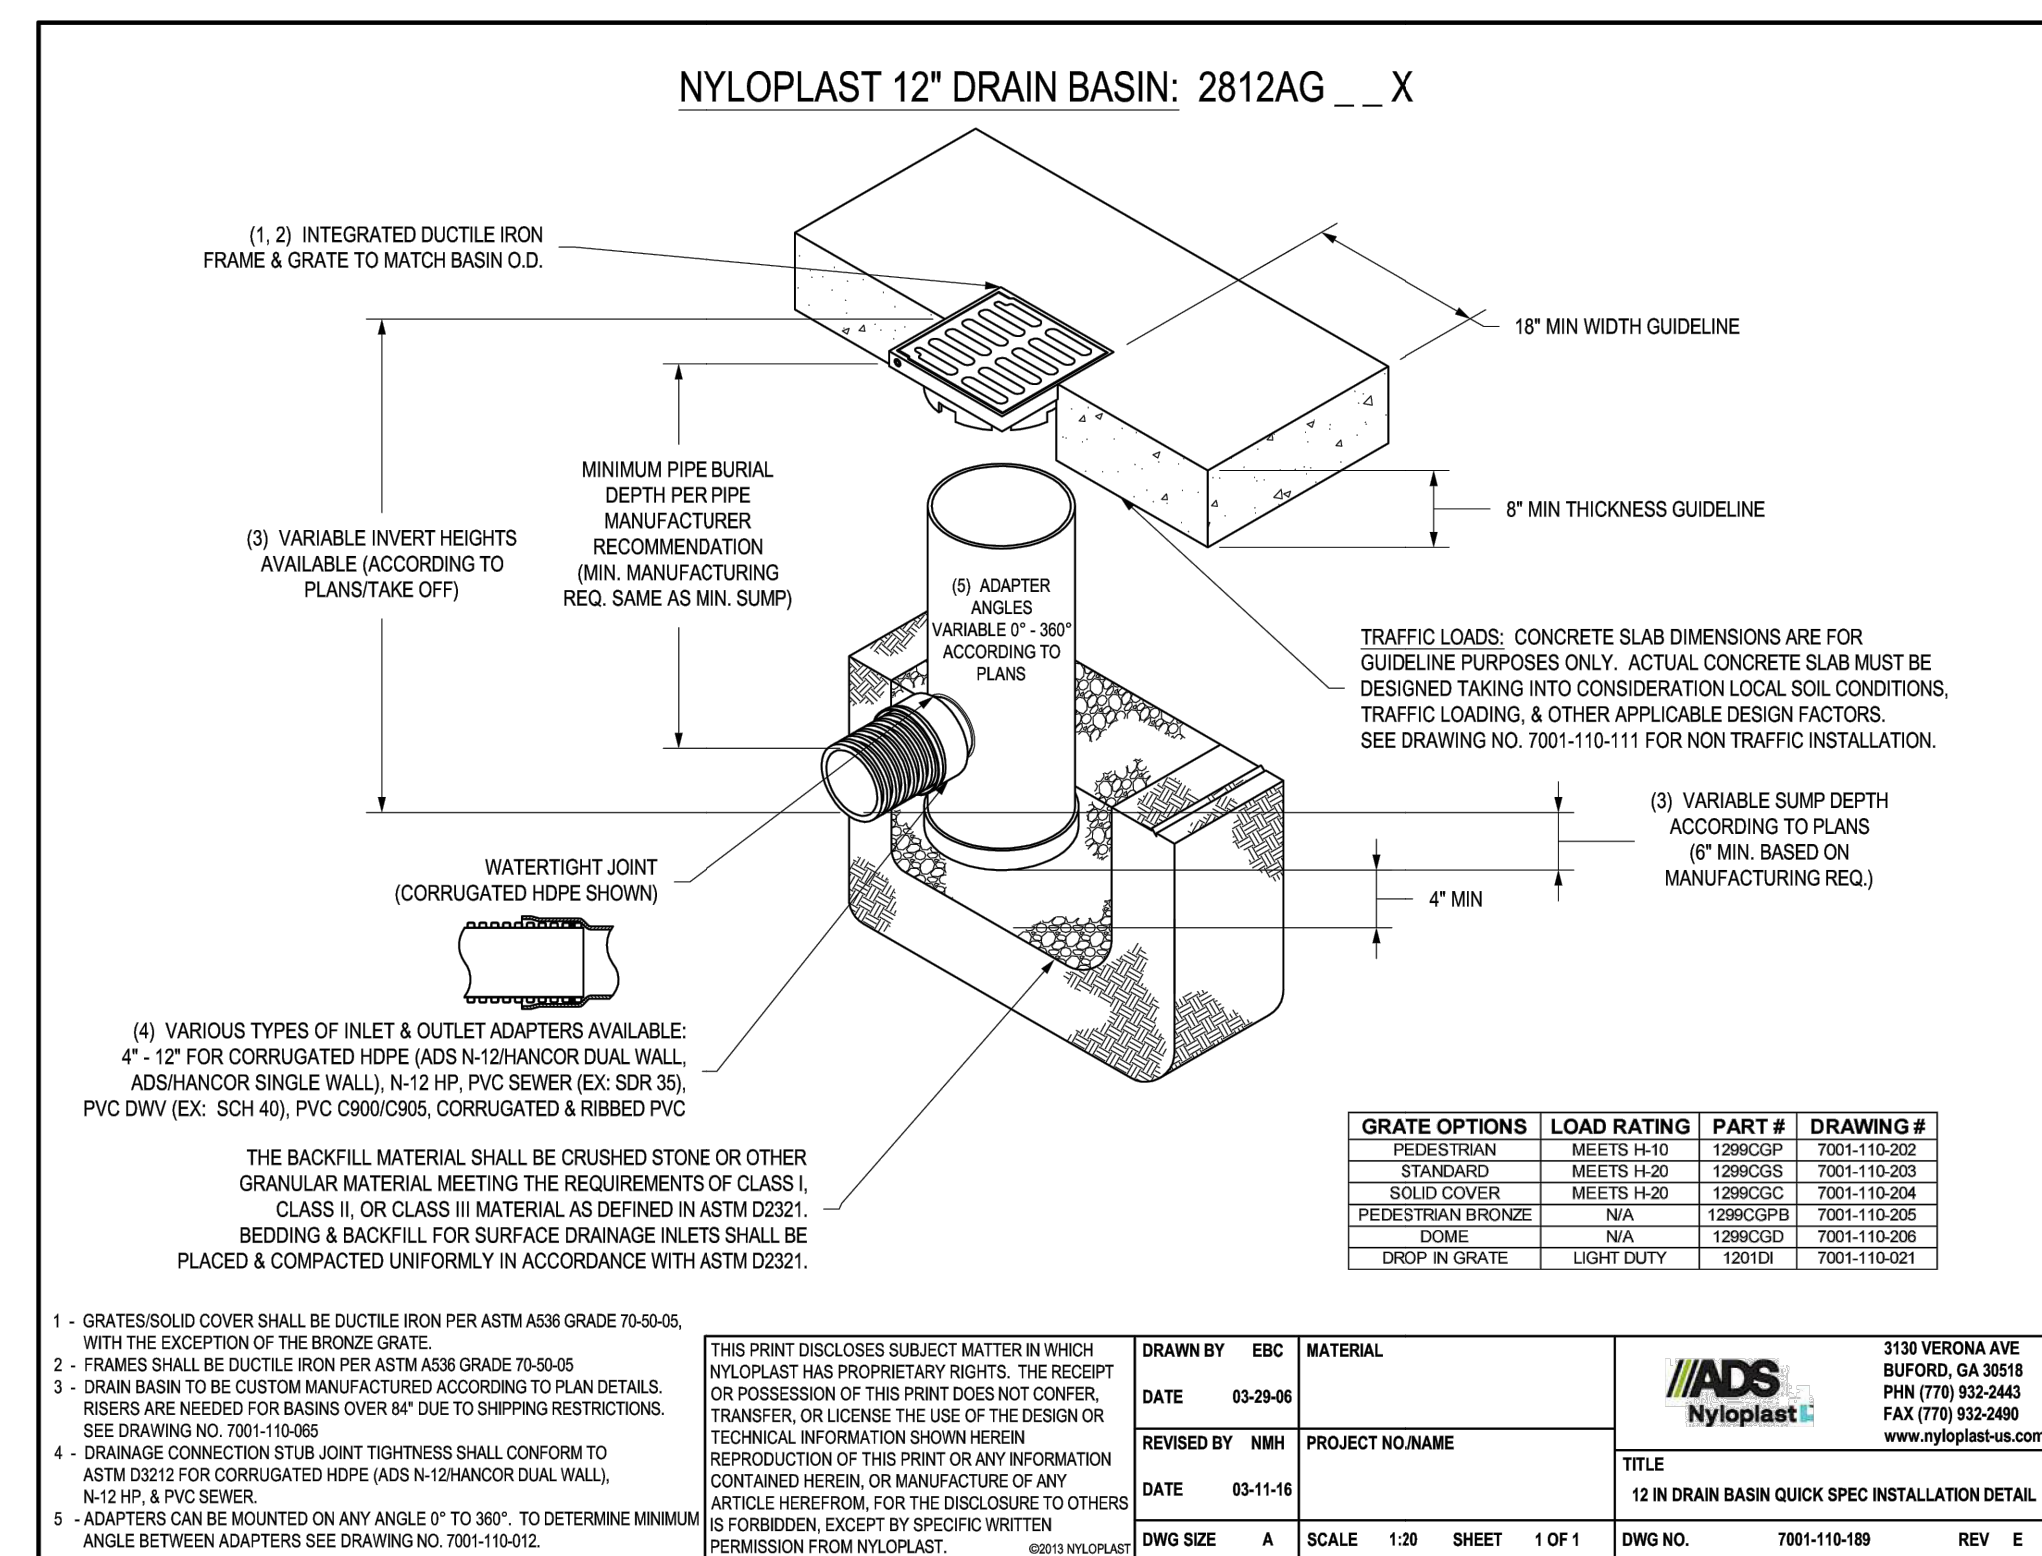 NYLOPLAST 12" DRAIN BASIN: 2812AG _ _ X
(1, 2) INTEGRATED DUCTILE IRON
FRAME & GRATE TO MATCH BASIN O.D.
18" MIN WIDTH GUIDELINE
MINIMUM PIPE BURIAL
DEPTH PER PIPE
MANUFACTURER
RECOMMENDATION
(MIN. MANUFACTURING
REQ. SAME AS MIN. SUMP)
8" MIN THICKNESS GUIDELINE
(3) VARIABLE INVERT HEIGHTS
AVAILABLE (ACCORDING TO
PLANS/TAKE OFF)
(5) ADAPTER
ANGLES
VARIABLE 0° - 360°
ACCORDING TO
PLANS
TRAFFIC LOADS: CONCRETE SLAB DIMENSIONS ARE FOR
GUIDELINE PURPOSES ONLY. ACTUAL CONCRETE SLAB MUST BE
DESIGNED TAKING INTO CONSIDERATION LOCAL SOIL CONDITIONS,
TRAFFIC LOADING, & OTHER APPLICABLE DESIGN FACTORS.
SEE DRAWING NO. 7001-110-111 FOR NON TRAFFIC INSTALLATION.
(3) VARIABLE SUMP DEPTH
ACCORDING TO PLANS
(6" MIN. BASED ON
MANUFACTURING REQ.)
4" MIN
WATERTIGHT JOINT
(CORRUGATED HDPE SHOWN)
(4) VARIOUS TYPES OF INLET & OUTLET ADAPTERS AVAILABLE:
4" - 12" FOR CORRUGATED HDPE (ADS N-12/HANCOR DUAL WALL,
ADS/HANCOR SINGLE WALL), N-12 HP, PVC SEWER (EX: SDR 35),
PVC DWV (EX: SCH 40), PVC C900/C905, CORRUGATED & RIBBED PVC
THE BACKFILL MATERIAL SHALL BE CRUSHED STONE OR OTHER
GRANULAR MATERIAL MEETING THE REQUIREMENTS OF CLASS I,
CLASS II, OR CLASS III MATERIAL AS DEFINED IN ASTM D2321.
BEDDING & BACKFILL FOR SURFACE DRAINAGE INLETS SHALL BE
PLACED & COMPACTED UNIFORMLY IN ACCORDANCE WITH ASTM D2321.
GRATE OPTIONS LOAD RATING PART # DRAWING #
PEDESTRIAN MEETS H-10 1299CGP 7001-110-202
STANDARD MEETS H-20 1299CGS 7001-110-203
SOLID COVER MEETS H-20 1299CGC 7001-110-204
PEDESTRIAN BRONZE N/A 1299CGPB 7001-110-205
DOME N/A 1299CGD 7001-110-206
DROP IN GRATE LIGHT DUTY 1201DI 7001-110-021
1 - GRATES/SOLID COVER SHALL BE DUCTILE IRON PER ASTM A536 GRADE 70-50-05,
WITH THE EXCEPTION OF THE BRONZE GRATE.
2 - FRAMES SHALL BE DUCTILE IRON PER ASTM A536 GRADE 70-50-05
3 - DRAIN BASIN TO BE CUSTOM MANUFACTURED ACCORDING TO PLAN DETAILS.
RISERS ARE NEEDED FOR BASINS OVER 84" DUE TO SHIPPING RESTRICTIONS.
SEE DRAWING NO. 7001-110-065
4 - DRAINAGE CONNECTION STUB JOINT TIGHTNESS SHALL CONFORM TO
ASTM D3212 FOR CORRUGATED HDPE (ADS N-12/HANCOR DUAL WALL),
N-12 HP, & PVC SEWER.
5 - ADAPTERS CAN BE MOUNTED ON ANY ANGLE 0° TO 360°. TO DETERMINE MINIMUM
ANGLE BETWEEN ADAPTERS SEE DRAWING NO. 7001-110-012.
THIS PRINT DISCLOSES SUBJECT MATTER IN WHICH
NYLOPLAST HAS PROPRIETARY RIGHTS. THE RECEIPT
OR POSSESSION OF THIS PRINT DOES NOT CONFER,
TRANSFER, OR LICENSE THE USE OF THE DESIGN OR
TECHNICAL INFORMATION SHOWN HEREIN
REPRODUCTION OF THIS PRINT OR ANY INFORMATION
CONTAINED HEREIN, OR MANUFACTURE OF ANY
ARTICLE HEREFROM, FOR THE DISCLOSURE TO OTHERS
IS FORBIDDEN, EXCEPT BY SPECIFIC WRITTEN
PERMISSION FROM NYLOPLAST. ©2013 NYLOPLAST
DRAWN BY EBC
DATE 03-29-06
REVISED BY NMH
DATE 03-11-16
DWG SIZE A
MATERIAL
PROJECT NO./NAME
SCALE 1:20 SHEET 1 OF 1
ADS
Nyloplast
3130 VERONA AVE
BUFORD, GA 30518
PHN (770) 932-2443
FAX (770) 932-2490
www.nyloplast-us.com
TITLE
12 IN DRAIN BASIN QUICK SPEC INSTALLATION DETAIL
DWG NO. 7001-110-189 REV E